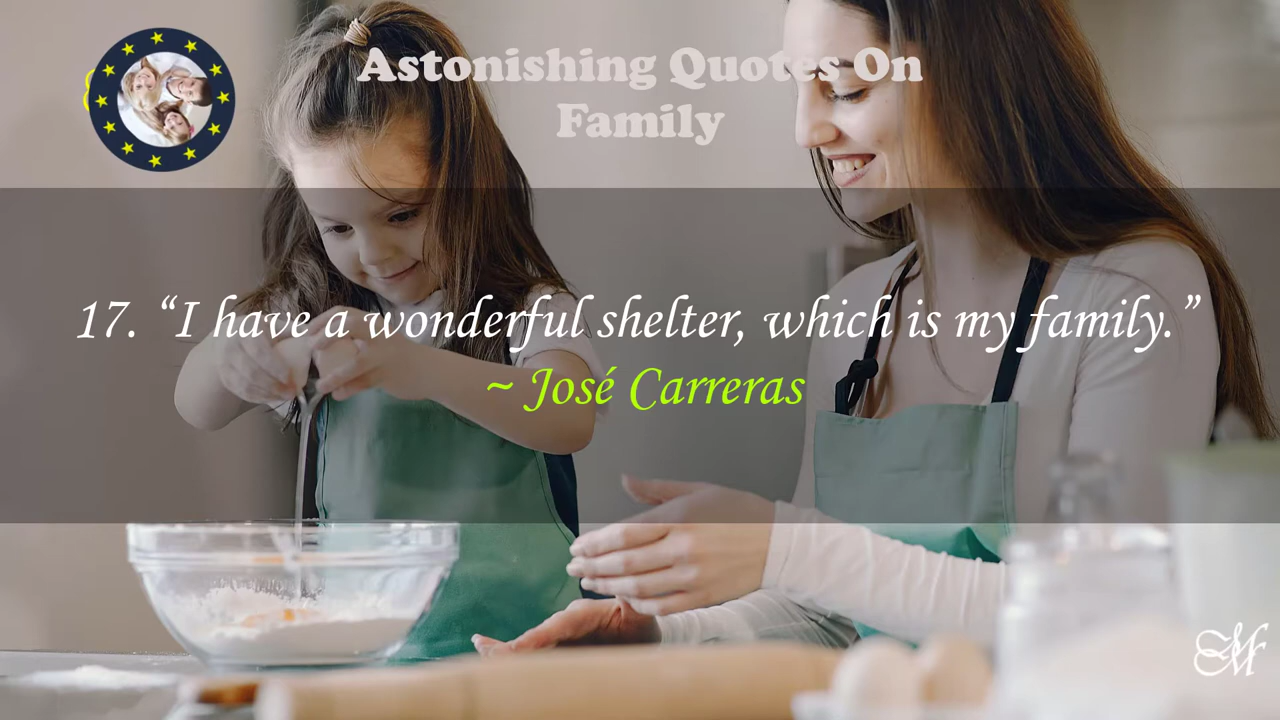 Astonishing Quotes On
Family
17. “I have a wonderful shelter, which is my family.”
~ José Carreras